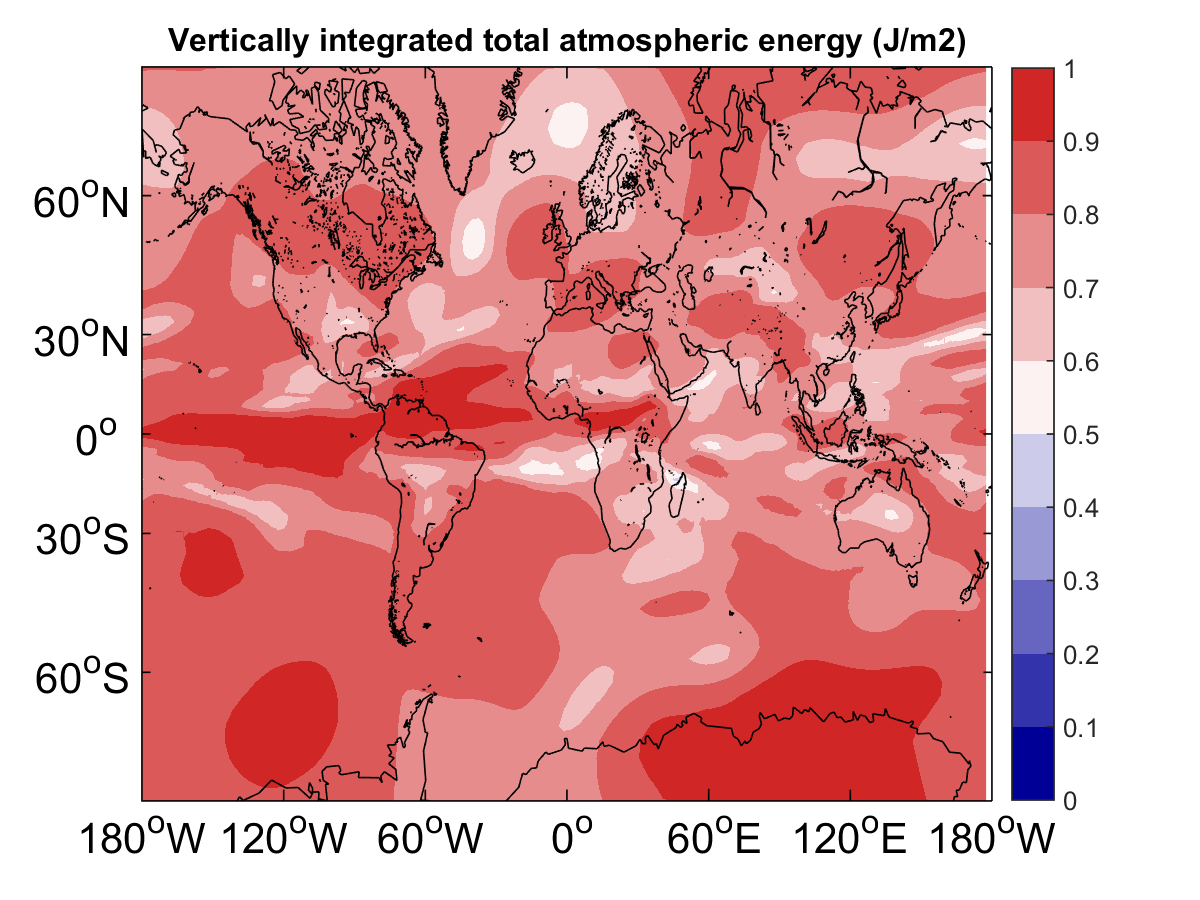 Vertically integrated total atmospheric energy (J/m2)
60°N
30°N
0°
30°S
60°S
180°W 120°W 60°W 0° 60°E 120°E 180°W
1
0.9
0.8
0.7
0.6
0.5
0.4
0.3
0.2
0.1
0